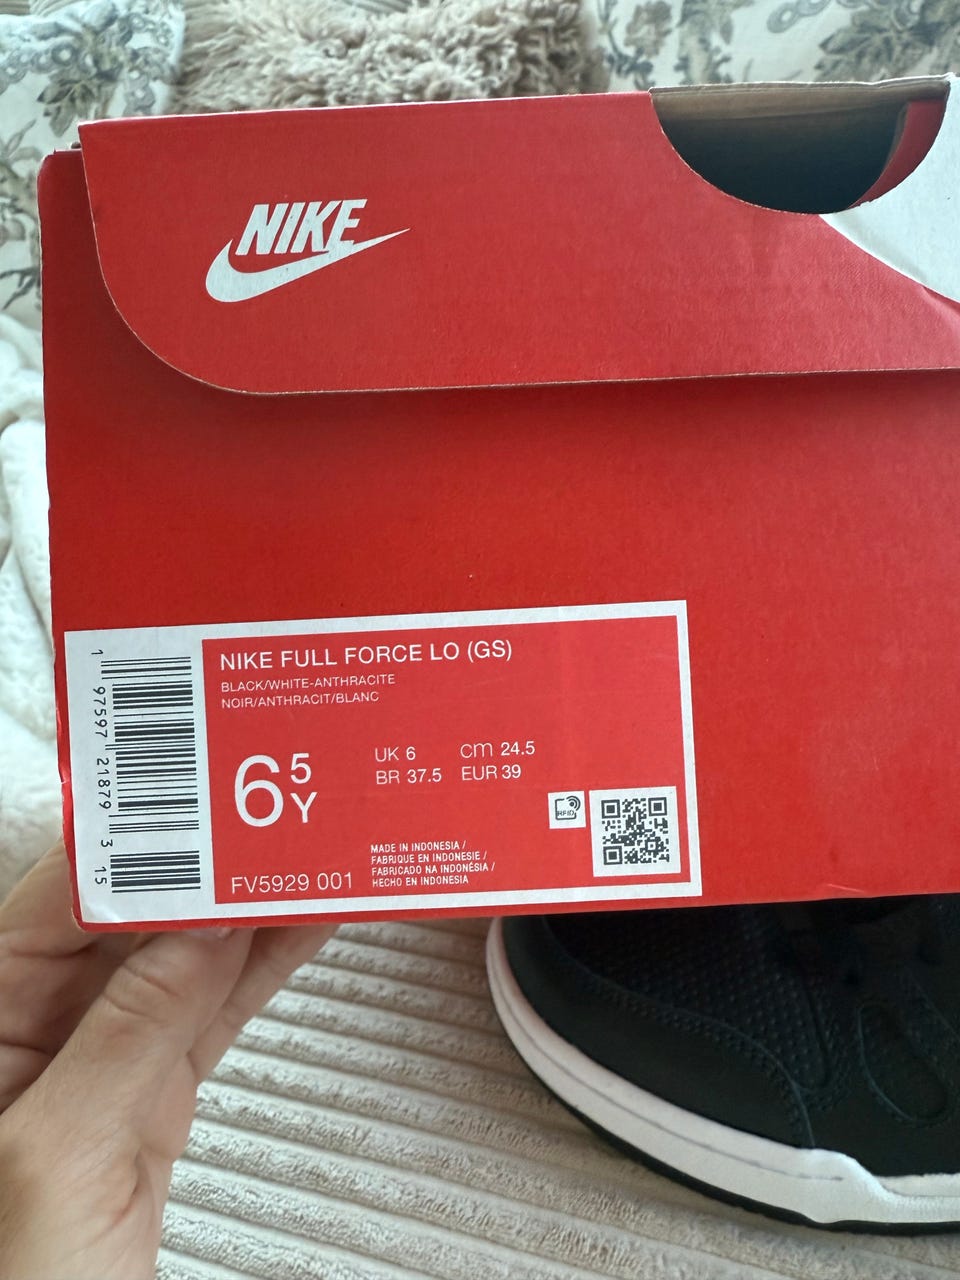 NIKE
NIKE FULL FORCE LO (GS)
BLACK/WHITE-ANTHRACITE
NOIR/ANTHRACIT/BLANC
6 5 Y
UK 6 cm 24.5
BR 37.5 EUR 39
RFID
MADE IN INDONESIA /
FABRIQUE EN INDONESIE /
FABRICADO NA INDONÉSIA /
HECHO EN INDONESIA
FV5929 001
1 97597 21879 3 15